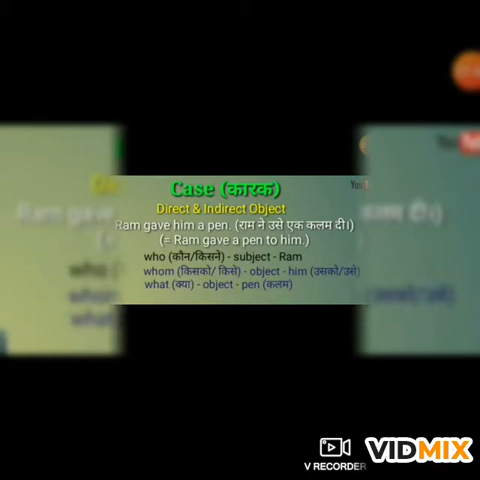 Case (कारक)
Direct & Indirect Object
Ram gave him a pen. (राम ने उसे एक कलम दी।)
(= Ram gave a pen to him.)
who (कौन/किसने) - subject - Ram
whom (किसको/ किसे) - object - him (उसको/उसे)
what (क्या) - object - pen (कलम)
V RECORDER
VIDMIX